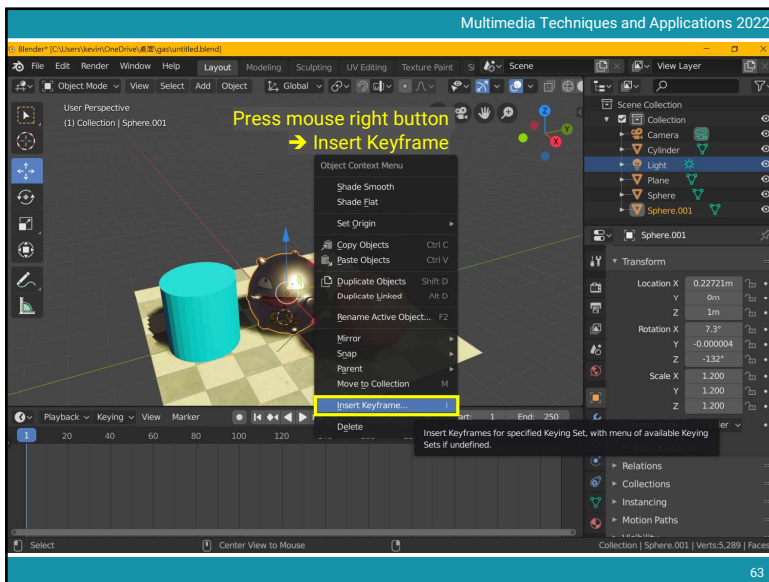 Multimedia Techniques and Applications 2022
Blender* [C:\Users\kevin\OneDrive\桌面\gas\untitled.blend]
File Edit Render Window Help Layout Modeling Sculpting UV Editing Texture Paint Scene View Layer
Object Mode View Select Add Object Global
User Perspective
(1) Collection | Sphere.001
Press mouse right button
➔ Insert Keyframe
Object Context Menu
Shade Smooth
Shade Flat
Set Origin
Copy Objects Ctrl C
Paste Objects Ctrl V
Duplicate Objects Shift D
Duplicate Linked Alt D
Rename Active Object... F2
Mirror
Snap
Parent
Move to Collection M
Insert Keyframe... I
Delete
Insert Keyframes for specified Keying Set, with menu of available Keying
Sets if undefined.
Z
Y
X
Scene Collection
Collection
Camera
Cylinder
Light
Plane
Sphere
Sphere.001
Sphere.001
Transform
Location X 0.22721m
Y 0m
Z 1m
Rotation X 7.3°
Y -0.000004
Z -132°
Scale X 1.200
Y 1.200
Z 1.200
Relations
Collections
Instancing
Motion Paths
Playback Keying View Marker 1 End: 250
1 20 40 60 80 100 120
Select Center View to Mouse Collection | Sphere.001 | Verts:5,289 | Faces
63